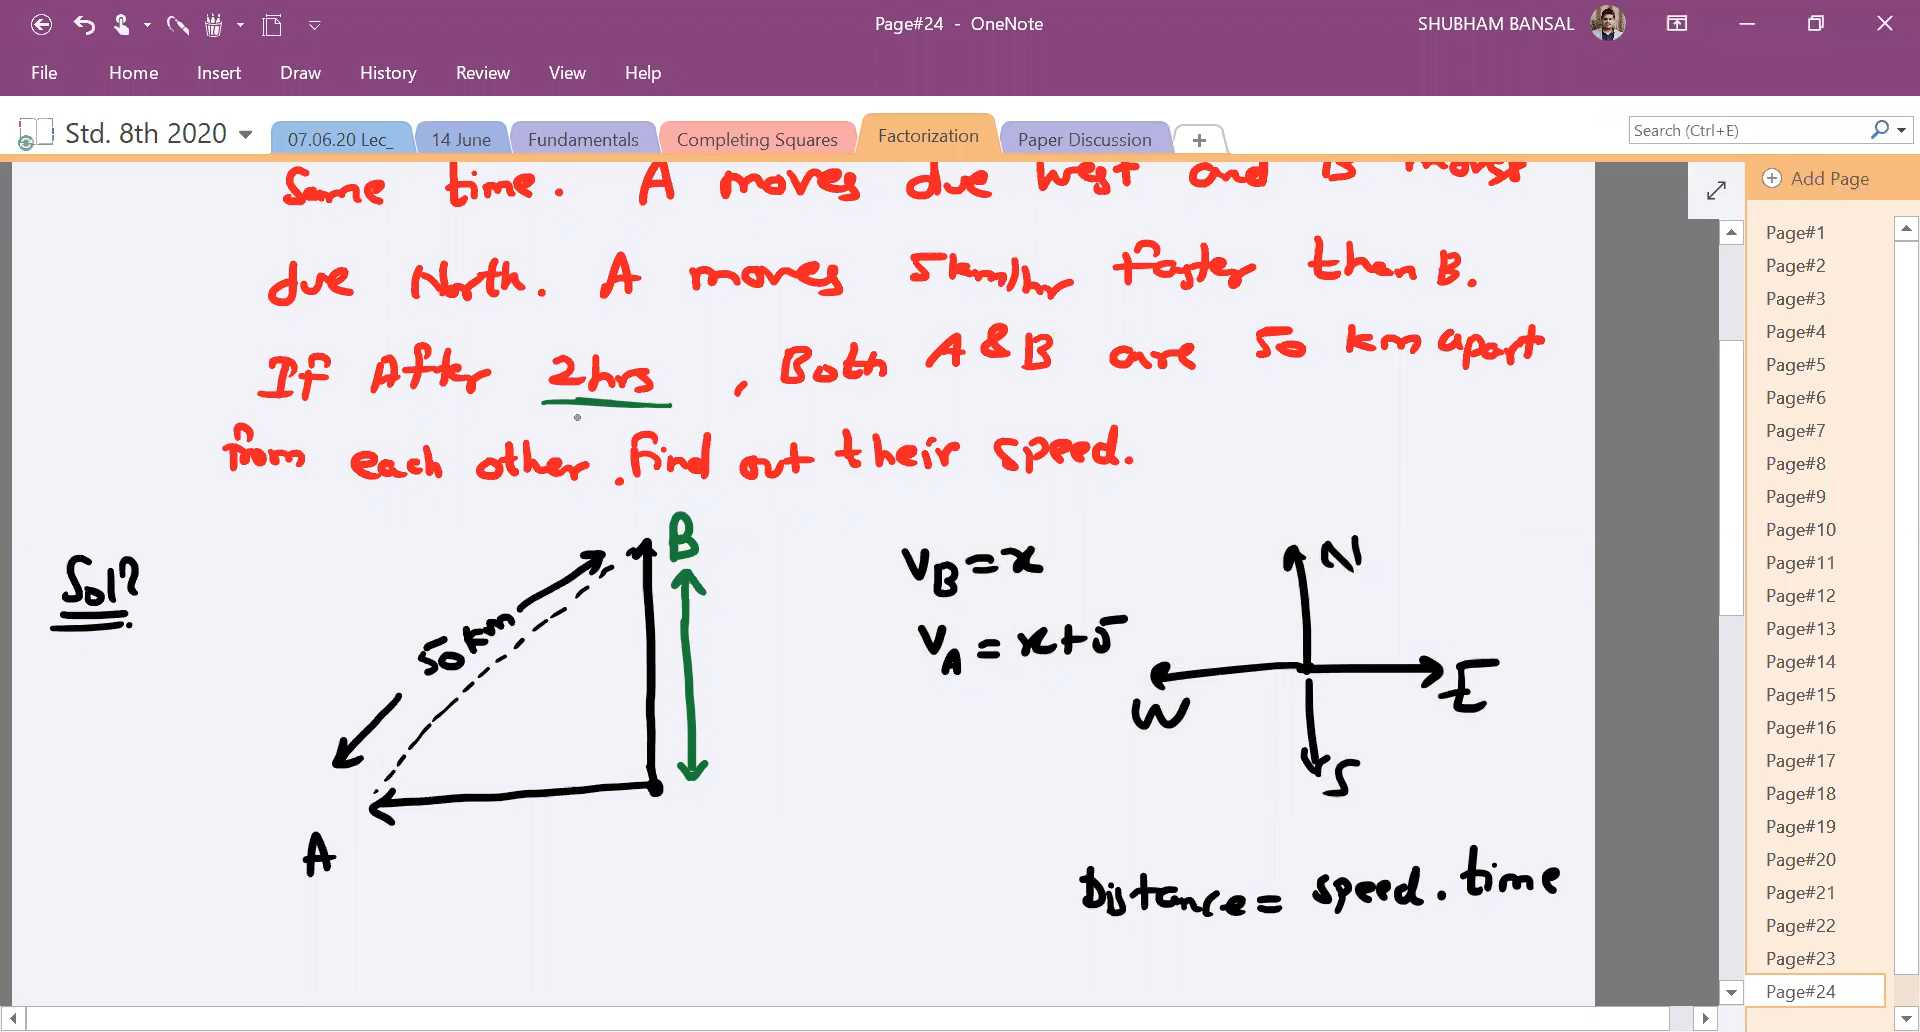 Page#24 - OneNote
SHUBHAM BANSAL
File Home Insert Draw History Review View Help
Std. 8th 2020
07.06.20 Lec_
14 June
Fundamentals
Completing Squares
Factorization
Paper Discussion
+
Search (Ctrl+E)
Add Page
Same time. A moves due west and B moves
due North. A moves 5km/hr faster than B.
If After 2hrs, Both A & B are 50 km apart
from each other. Find out their speed.
Soln.
B
50 km
A
VB = x
VA = x+5
N
W
E
S
Distance = speed . time
Page#1
Page#2
Page#3
Page#4
Page#5
Page#6
Page#7
Page#8
Page#9
Page#10
Page#11
Page#12
Page#13
Page#14
Page#15
Page#16
Page#17
Page#18
Page#19
Page#20
Page#21
Page#22
Page#23
Page#24